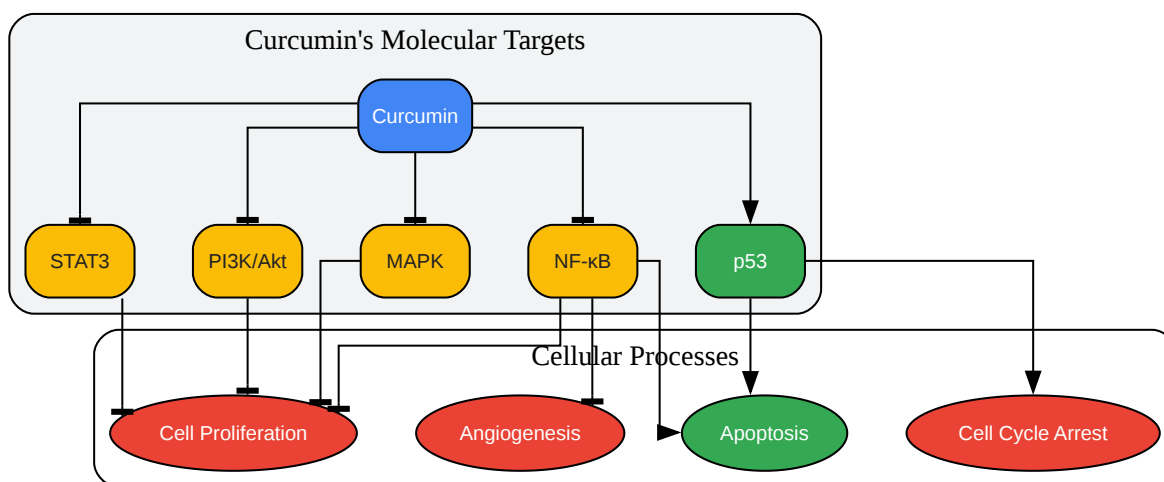 Curcumin's Molecular Targets
Curcumin
STAT3
PI3K/Akt
MAPK
NF-κB
p53
Cellular Processes
Cell Proliferation
Angiogenesis
Apoptosis
Cell Cycle Arrest